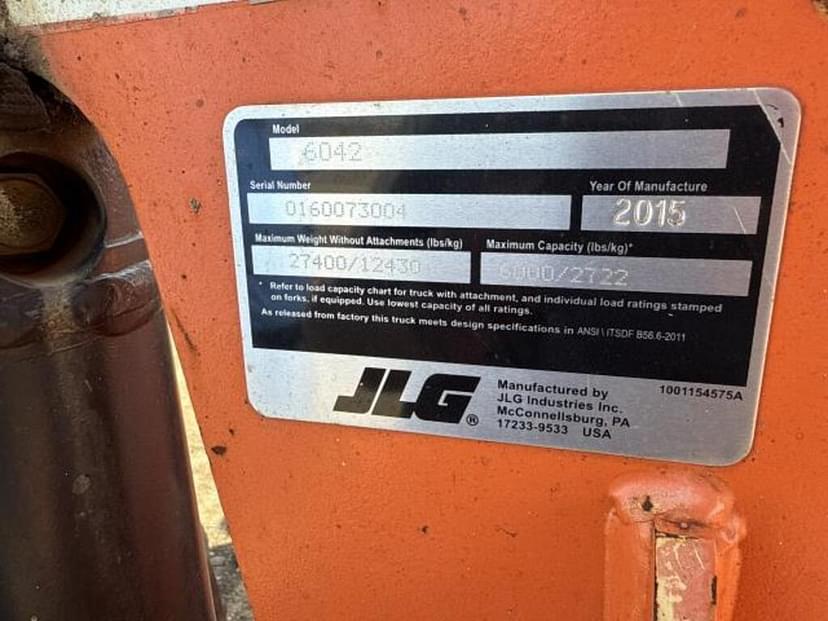 Model
6042
Serial Number
Year Of Manufacture
0160073004
2015
Maximum Weight Without Attachments (lbs/kg)
Maximum Capacity (lbs/kg)*
27400/12430
6000/2722
* Refer to load capacity chart for truck with attachment, and individual load ratings stamped
on forks, if equipped. Use lowest capacity of all ratings.
As released from factory this truck meets design specifications in ANSI \ ITSDF B56.6-2011
JLG®
Manufactured by
JLG Industries Inc.
McConnellsburg, PA
17233-9533 USA
1001154575A